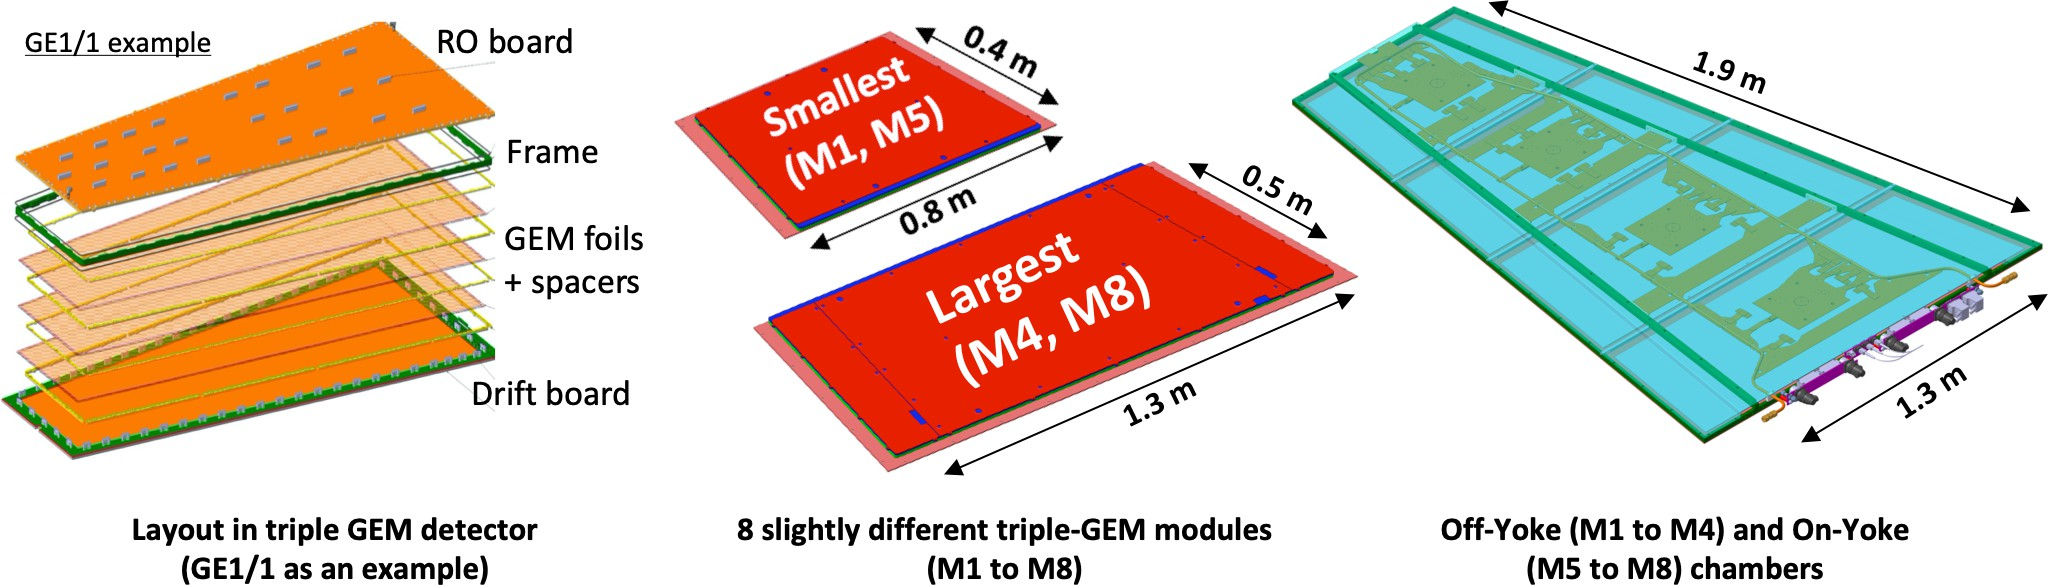 GE1/1 example
RO board
Frame
GEM foils
+ spacers
Drift board
Layout in triple GEM detector
(GE1/1 as an example)
Smallest
(M1, M5)
0.4 m
0.8 m
Largest
(M4, M8)
0.5 m
1.3 m
8 slightly different triple-GEM modules
(M1 to M8)
1.9 m
1.3 m
Off-Yoke (M1 to M4) and On-Yoke
(M5 to M8) chambers